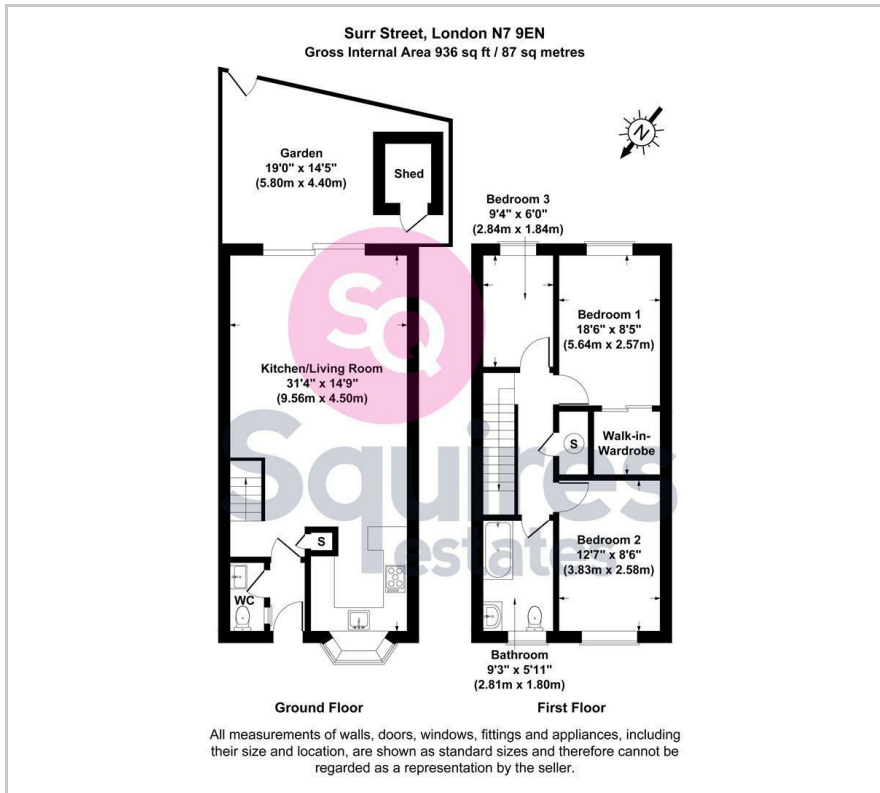 Surr Street, London N7 9EN
Gross Internal Area 936 sq ft / 87 sq metres
N
Garden
19'0" x 14'5"
(5.80m x 4.40m)
Shed
Bedroom 3
9'4" x 6'0"
(2.84m x 1.84m)
SQ
Kitchen/Living Room
31'4" x 14'9"
(9.56m x 4.50m)
Bedroom 1
18'6" x 8'5"
(5.64m x 2.57m)
S
Walk-in-
Wardrobe
Squires
estates
S
WC
Bedroom 2
12'7" x 8'6"
(3.83m x 2.58m)
Bathroom
9'3" x 5'11"
(2.81m x 1.80m)
Ground Floor
First Floor
All measurements of walls, doors, windows, fittings and appliances, including
their size and location, are shown as standard sizes and therefore cannot be
regarded as a representation by the seller.